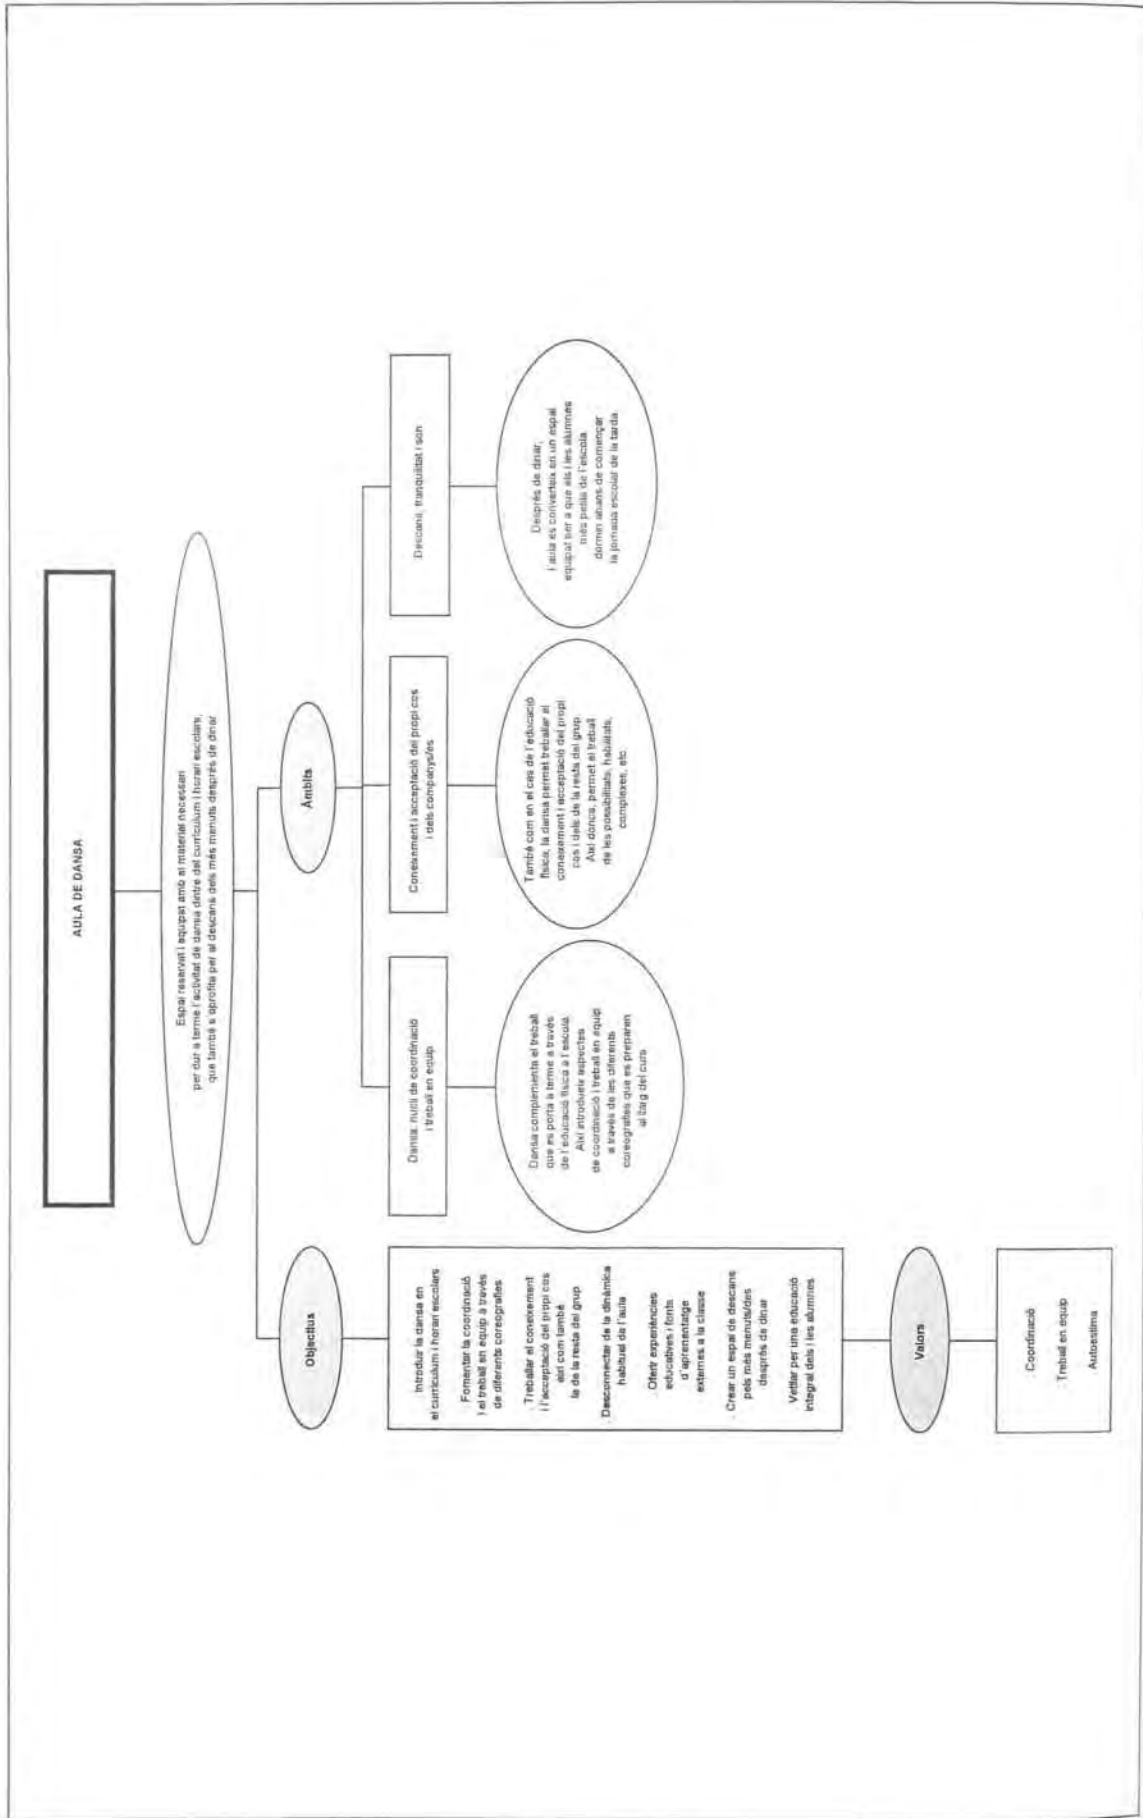 AULA DE DANSA
Espai reservat i equipat amb el material necessari
per dur a terme l'activitat de dansa dintre del currículum i horari escolars,
que també s'aprofita per al descans dels més menuts després de dinar
Objectius
. Introduir la dansa en
el currículum i horari escolars
. Fomentar la coordinació
i el treball en equip a través
de diferents coreografies
. Treballar el coneixement
i l'acceptació del propi cos
així com també
la de la resta del grup
. Desconnectar de la dinàmica
habitual de l'aula
. Oferir experiències
educatives i fonts
d'aprenentatge
externes a la classe
. Crear un espai de descans
pels més menuts/des
després de dinar
. Vetllar per una educació
integral dels i les alumnes
Valors
. Coordinació
. Treball en equip
. Autoestima
Àmbits
Dansa: nucli de coordinació
i treball en equip
Dansa complementa el treball
que es porta a terme a través
de l'educació física a l'escola.
Així introdueix aspectes
de coordinació i treball en equip
a través de les diferents
coreografies que es preparen
al llarg del curs
Coneixement i acceptació del propi cos
i dels companys/es
També com en el cas de l'educació
física, la dansa permet treballar el
coneixement i acceptació del propi
cos i dels de la resta del grup.
Així doncs, permet el treball
de les possibilitats, habilitats,
complexes, etc.
Descans, tranquilitat i son
Després de dinar,
l'aula es converteix en un espai
equipat per a que els i les alumnes
més petits de l'escola
dormin abans de començar
la jornada escolar de la tarda